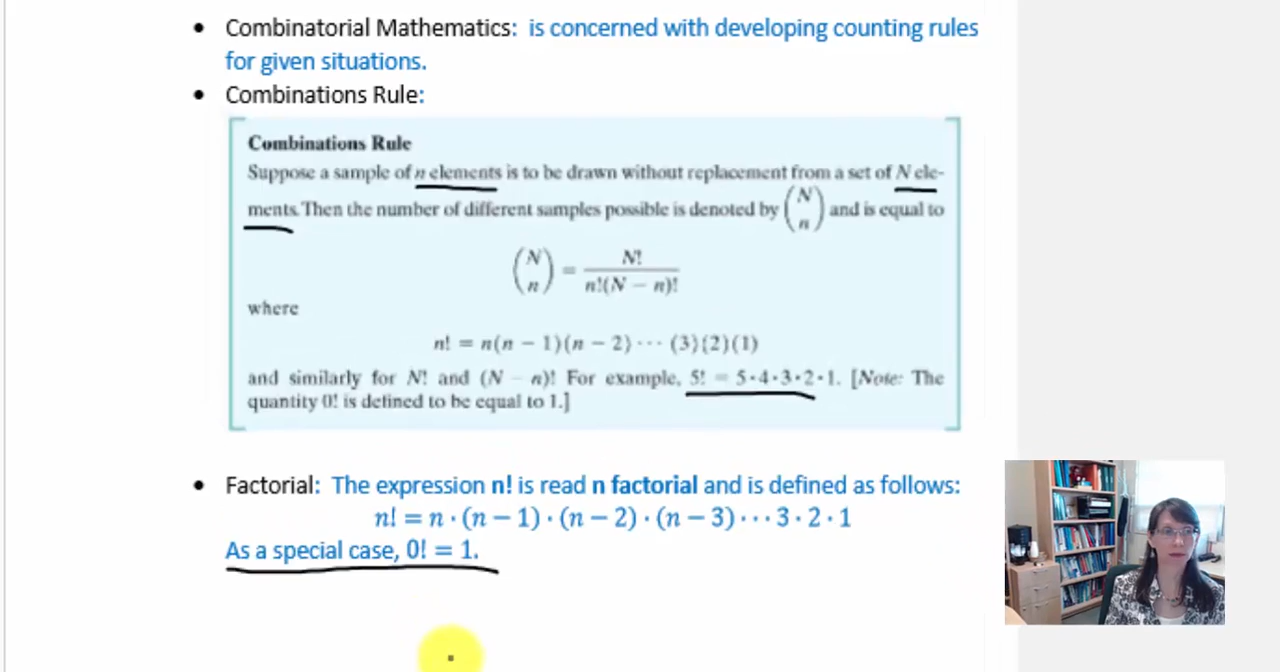 • Combinatorial Mathematics: is concerned with developing counting rules
for given situations.
• Combinations Rule:
Combinations Rule
Suppose a sample of n elements is to be drawn without replacement from a set of N ele-
ments. Then the number of different samples possible is denoted by (N n) and is equal to
(N n) = N! / n!(N − n)!
where
n! = n(n − 1)(n − 2) ··· (3)(2)(1)
and similarly for N! and (N − n)! For example, 5! = 5·4·3·2·1. [Note: The
quantity 0! is defined to be equal to 1.]
• Factorial: The expression n! is read n factorial and is defined as follows:
n! = n · (n − 1) · (n − 2) · (n − 3) ··· 3 · 2 · 1
As a special case, 0! = 1.